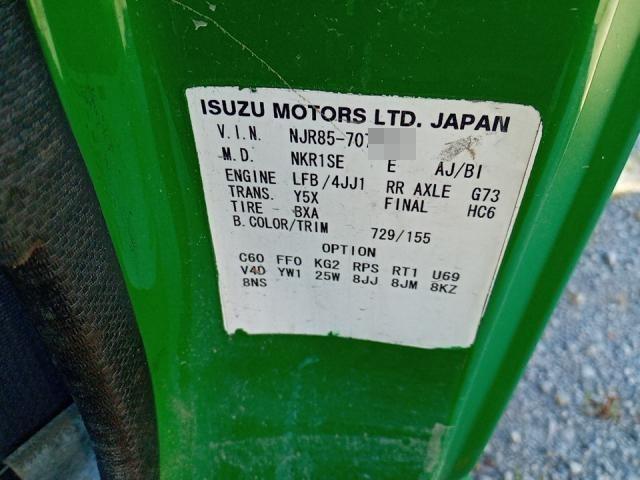 ISUZU MOTORS LTD. JAPAN
V.I.N. NJR85-707
M.D. NKR1SE E AJ/BI
ENGINE LFB/4JJ1 RR AXLE G73
TRANS. Y5X FINAL HC6
TIRE BXA
B.COLOR/TRIM 729/155
OPTION
C60 FF0 KG2 RPS RT1 U69
V4D YW1 25W 8JJ 8JM 8KZ
8NS